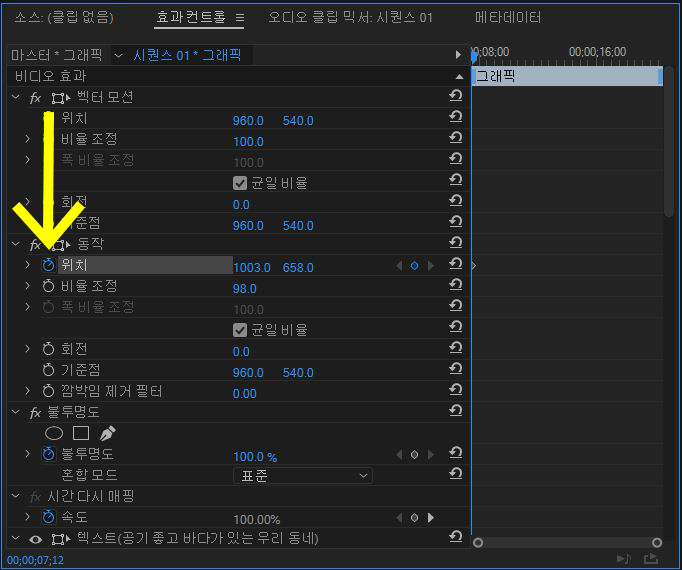 소스: (클립 없음) 효과 컨트롤 오디오 클립 믹서: 시퀀스 01 메타데이터
마스터 * 그래픽 시퀀스 01 * 그래픽 00;08;00 00;00;16;00
비디오 효과 그래픽
fx 벡터 모션
위치 960.0 540.0
비율 조정 100.0
폭 비율 조정 100.0
균일 비율
회전 0.0
기준점 960.0 540.0
fx 동작
위치 1003.0 658.0
비율 조정 98.0
폭 비율 조정 100.0
균일 비율
회전 0.0
기준점 960.0 540.0
깜박임 제거 필터 0.00
fx 불투명도
불투명도 100.0 %
혼합 모드 표준
fx 시간 다시 매핑
속도 100.00%
텍스트(공기 좋고 바다가 있는 우리 동네)
00;00;07;12